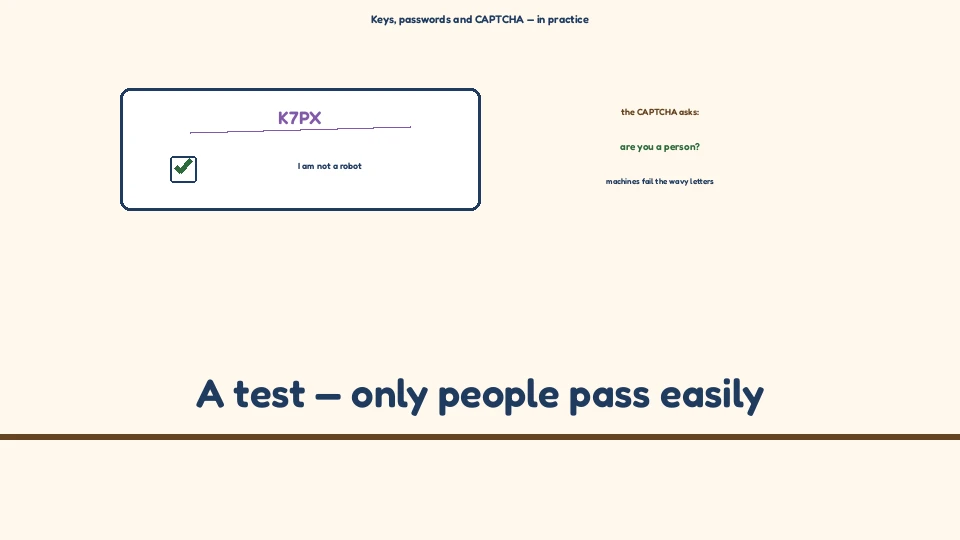 Keys, passwords and CAPTCHA — in practice
K7PX
I am not a robot
the CAPTCHA asks:
are you a person?
machines fail the wavy letters
A test — only people pass easily